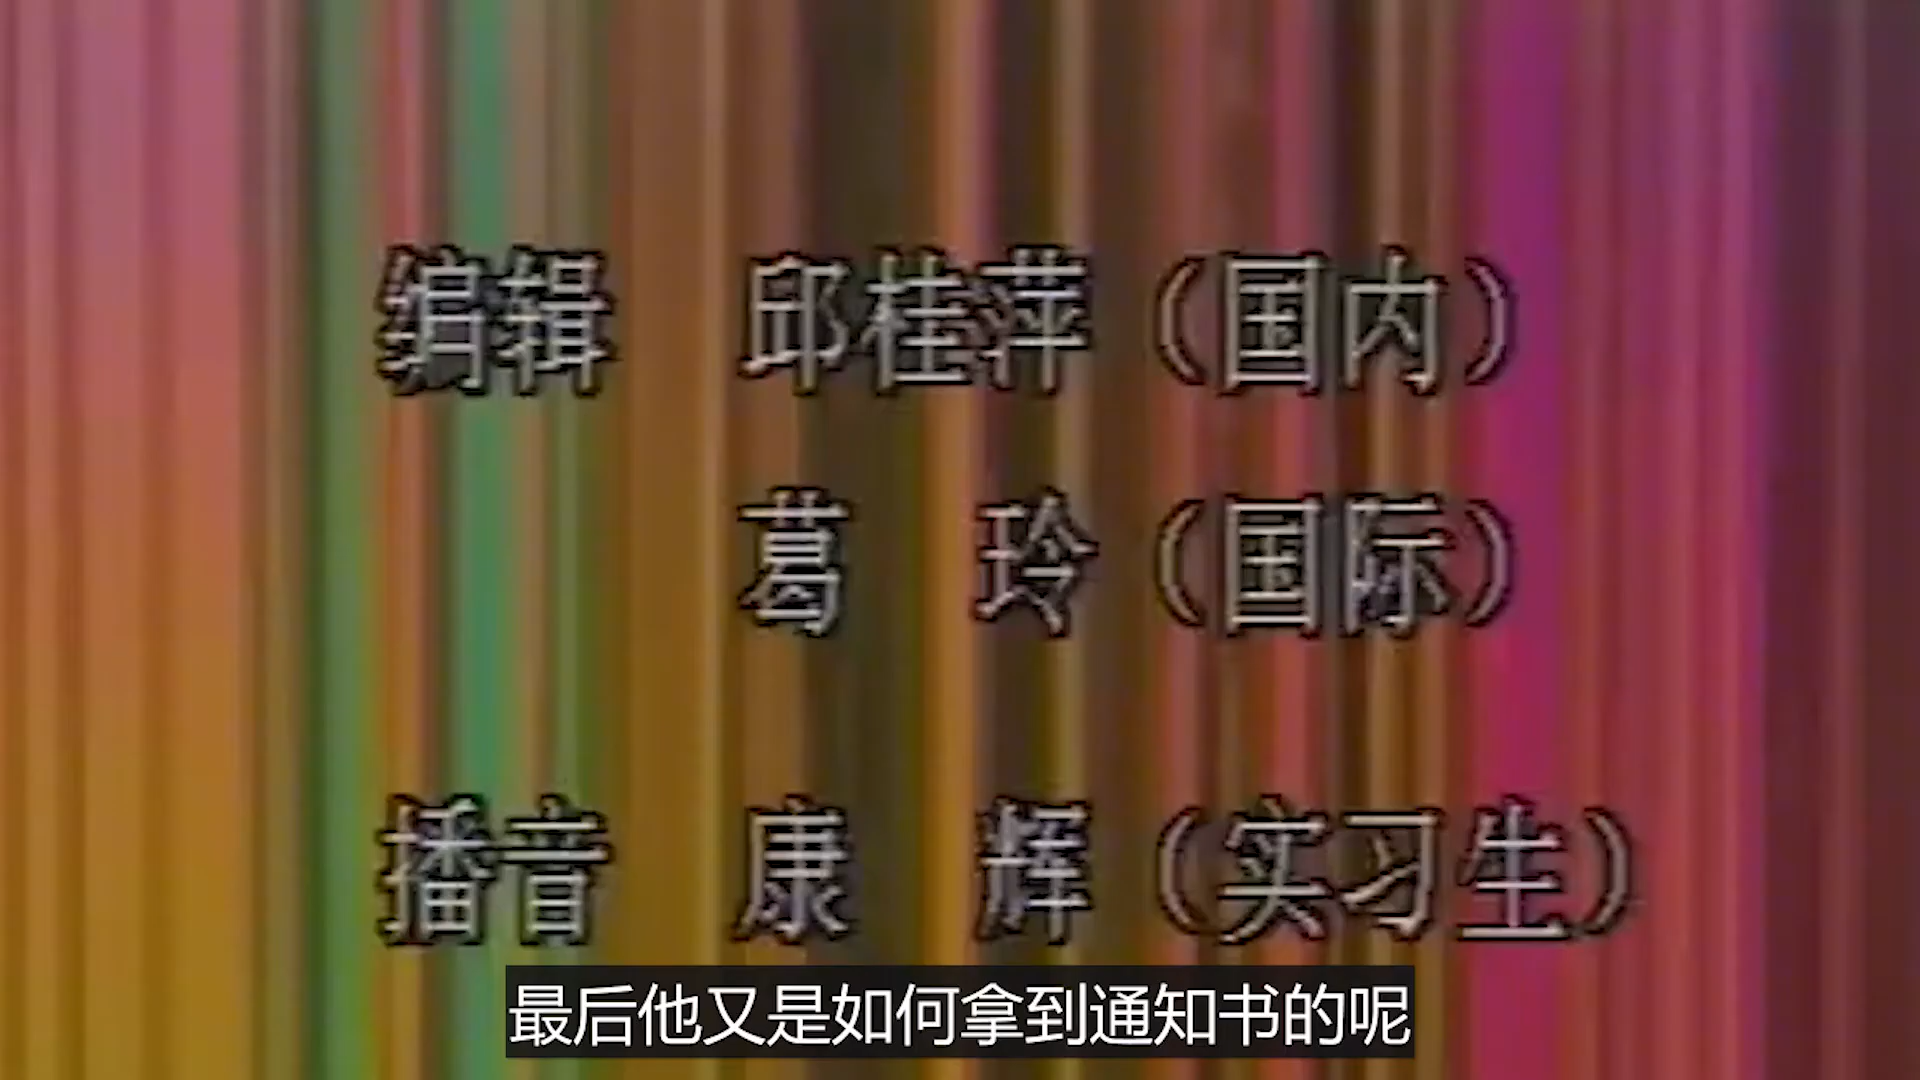 编辑 邱桂萍（国内）
葛 玲（国际）
播音 康 辉（实习生）
最后他又是如何拿到通知书的呢